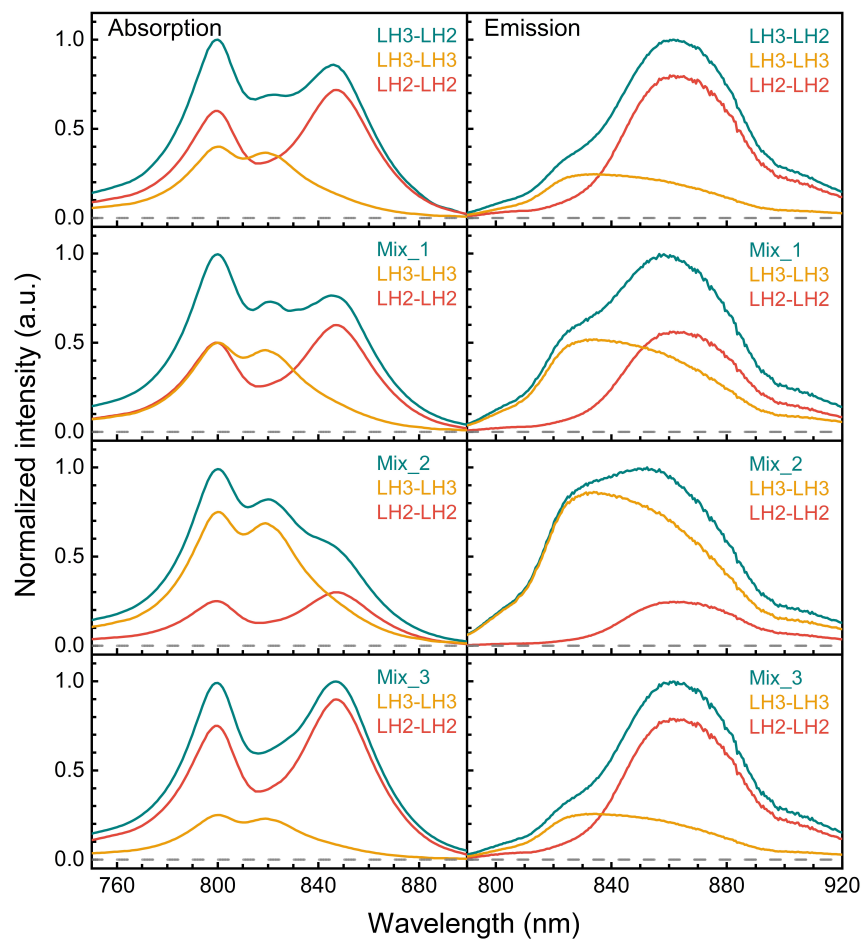 Absorption
LH3-LH2
LH3-LH3
LH2-LH2
Emission
LH3-LH2
LH3-LH3
LH2-LH2
1.0
0.5
0.0
Mix_1
LH3-LH3
LH2-LH2
Mix_1
LH3-LH3
LH2-LH2
1.0
0.5
0.0
Mix_2
LH3-LH3
LH2-LH2
Mix_2
LH3-LH3
LH2-LH2
1.0
0.5
0.0
Mix_3
LH3-LH3
LH2-LH2
Mix_3
LH3-LH3
LH2-LH2
1.0
0.5
0.0
Normalized intensity (a.u.)
760 800 840 880 800 840 880 920
Wavelength (nm)